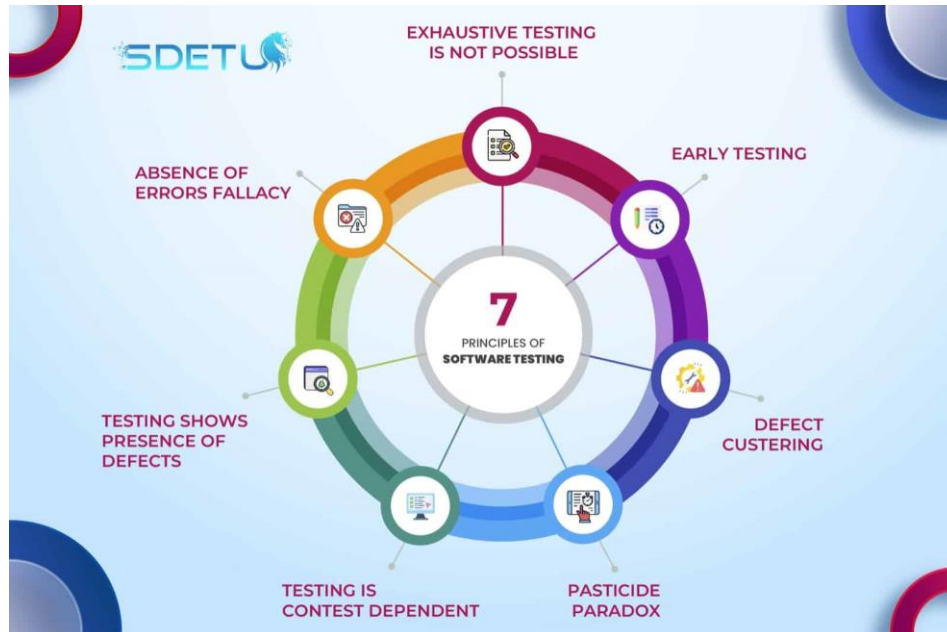 SDETU
EXHAUSTIVE TESTING
IS NOT POSSIBLE
EARLY TESTING
DEFECT
CUSTERING
PASTICIDE
PARADOX
TESTING IS
CONTEST DEPENDENT
TESTING SHOWS
PRESENCE OF
DEFECTS
ABSENCE OF
ERRORS FALLACY
7
PRINCIPLES OF
SOFTWARE TESTING